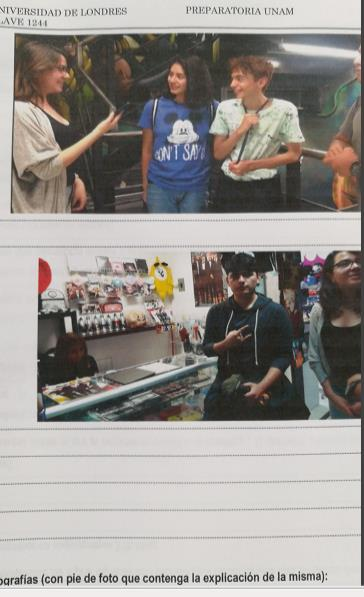 NIVERSIDAD DE LONDRES PREPARATORIA UNAM
LAVE 1244
DON'T SAY
ografías (con pie de foto que contenga la explicación de la misma):